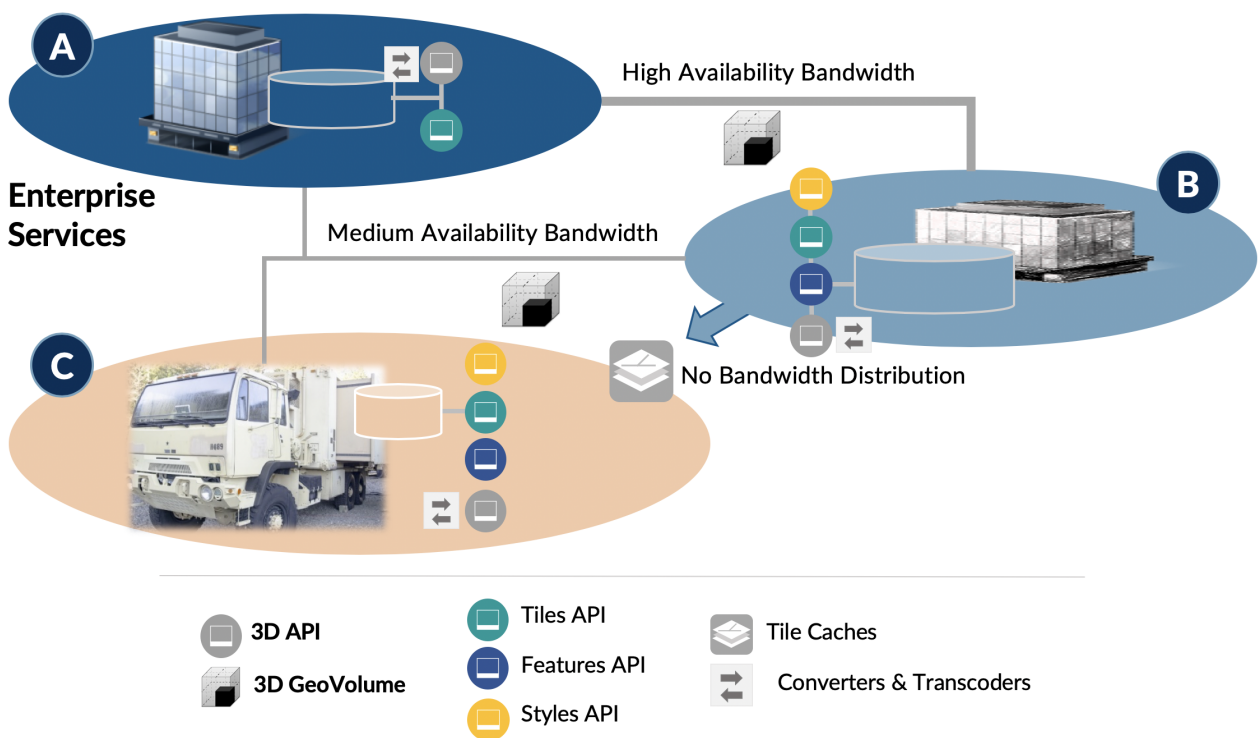 A
High Availability Bandwidth
B
Enterprise
Services
Medium Availability Bandwidth
C
No Bandwidth Distribution
3D API
Tiles API
Tile Caches
3D GeoVolume
Features API
Converters & Transcoders
Styles API